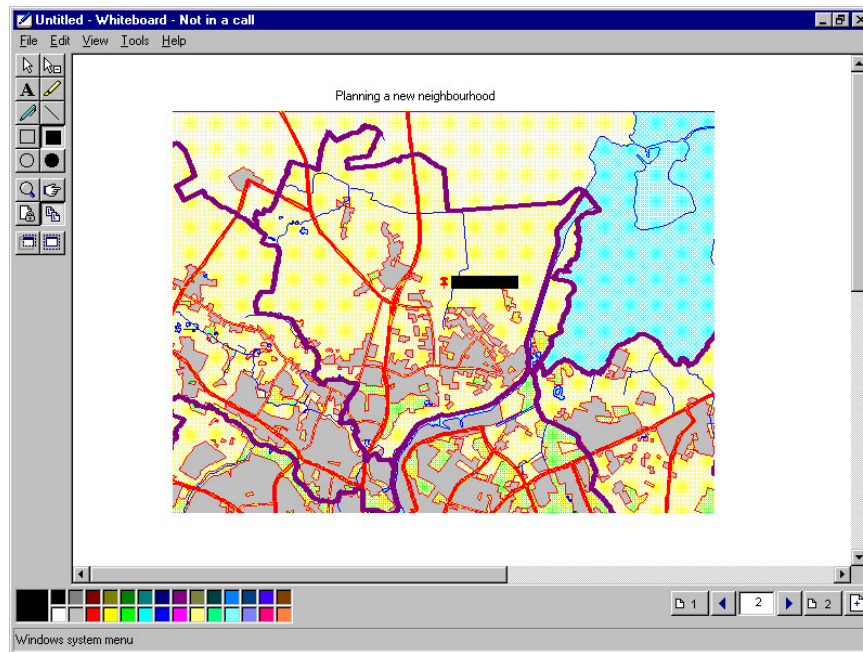 Untitled - Whiteboard - Not in a call
File Edit View Tools Help
A
Planning a new neighbourhood
1 2 2
Windows system menu